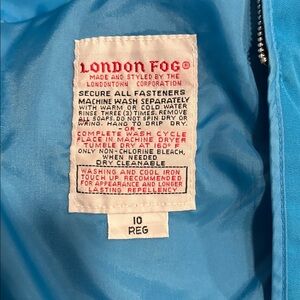 LONDON FOG®
MADE AND STYLED BY THE
LONDONTOWN CORPORATION
SECURE ALL FASTENERS
MACHINE WASH SEPARATELY
WITH WARM OR COLD WATER
RINSE THREE (3) TIMES. REMOVE
ALL SOAPS. DO NOT SPIN DRY OR
WRING. HANG TO DRIP DRY.
-OR-
COMPLETE WASH CYCLE
PLACE IN MACHINE DRYER
TUMBLE DRY AT 160° F
ONLY NON-CHLORINE BLEACH,
WHEN NEEDED
DRY CLEANABLE
WASHING AND COOL IRON
TOUCH UP RECOMMENDED
FOR APPEARANCE AND LONGER
LASTING REPELLENCY
10
REG